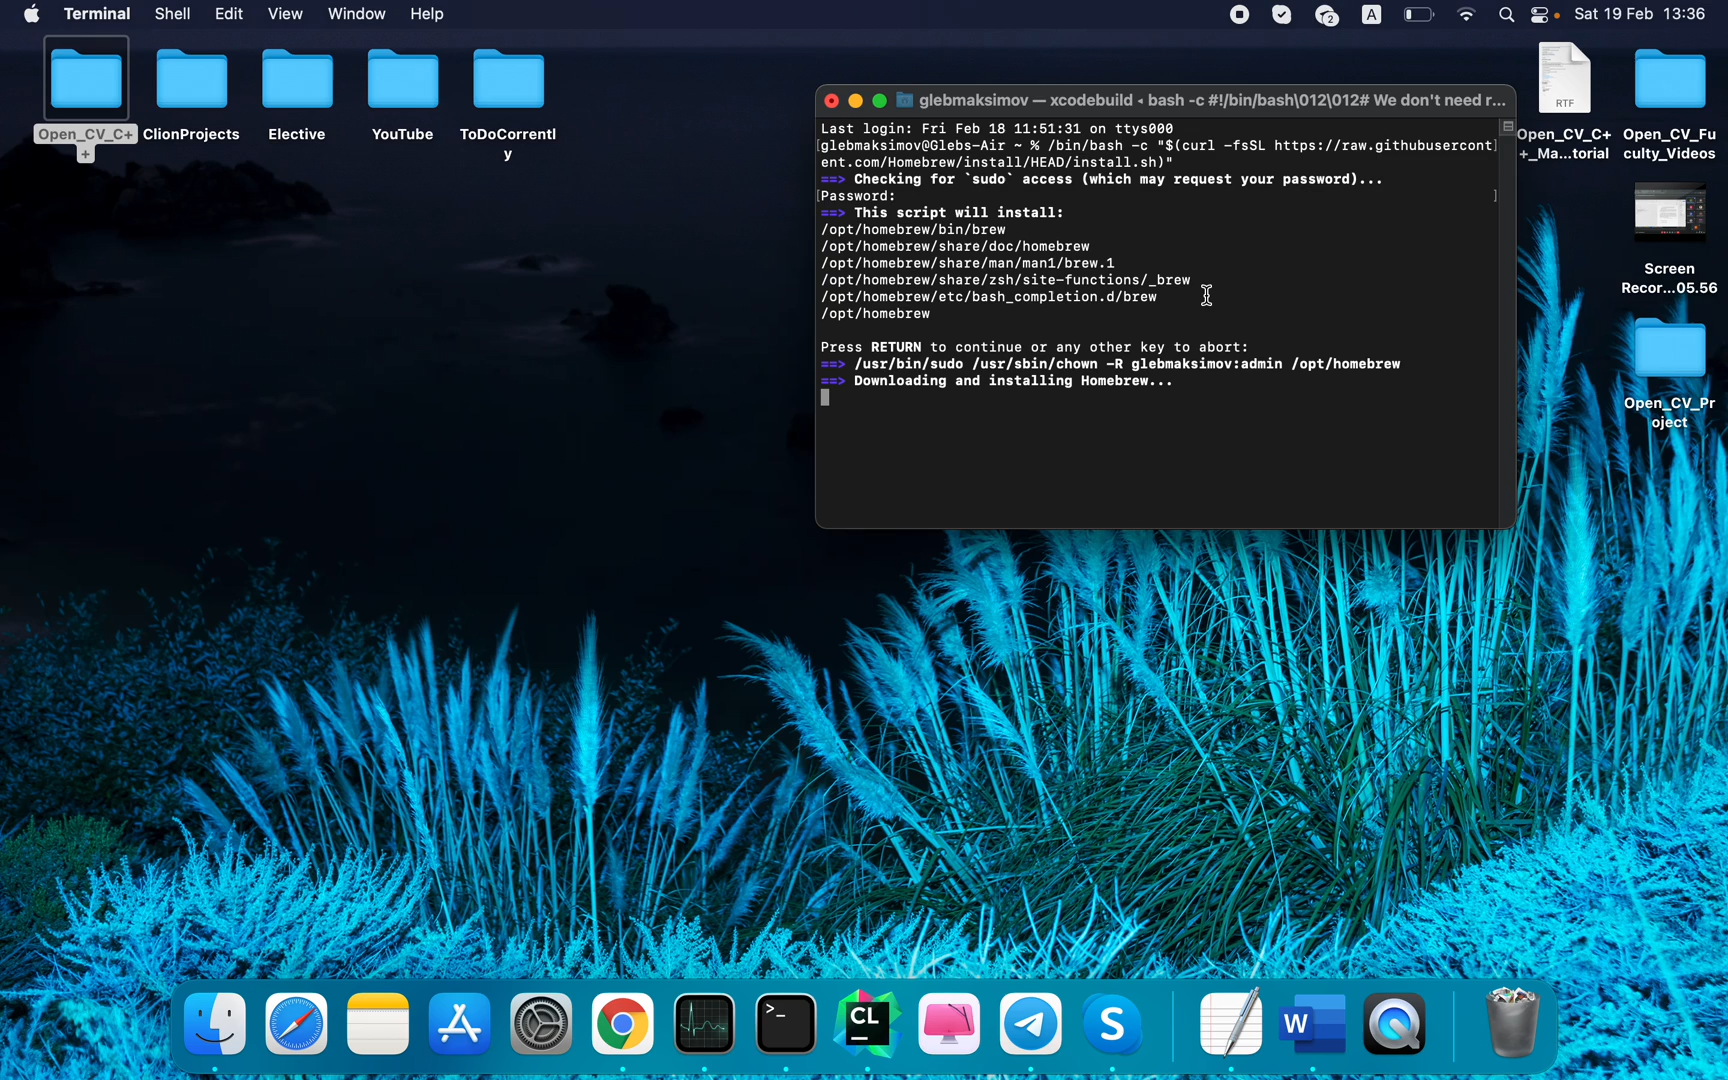 Terminal Shell Edit View Window Help
2 A Sat 19 Feb 13:36
Open_CV_C+
+
ClionProjects
Elective
YouTube
ToDoCorrentl
y
glebmaksimov — xcodebuild ◂ bash -c #!/bin/bash\012\012# We don't need r...
Last login: Fri Feb 18 11:51:31 on ttys000
[glebmaksimov@Glebs-Air ~ % /bin/bash -c "$(curl -fsSL https://raw.githubusercont]
ent.com/Homebrew/install/HEAD/install.sh)"
==> Checking for `sudo` access (which may request your password)...
[Password: ]
==> This script will install:
/opt/homebrew/bin/brew
/opt/homebrew/share/doc/homebrew
/opt/homebrew/share/man/man1/brew.1
/opt/homebrew/share/zsh/site-functions/_brew
/opt/homebrew/etc/bash_completion.d/brew
/opt/homebrew
Press RETURN to continue or any other key to abort:
==> /usr/bin/sudo /usr/sbin/chown -R glebmaksimov:admin /opt/homebrew
==> Downloading and installing Homebrew...
RTF
Open_CV_C+
+_Ma...torial
Open_CV_Fu
culty_Videos
Screen
Recor...05.56
Open_CV_Pr
oject
>_
CL
S
W